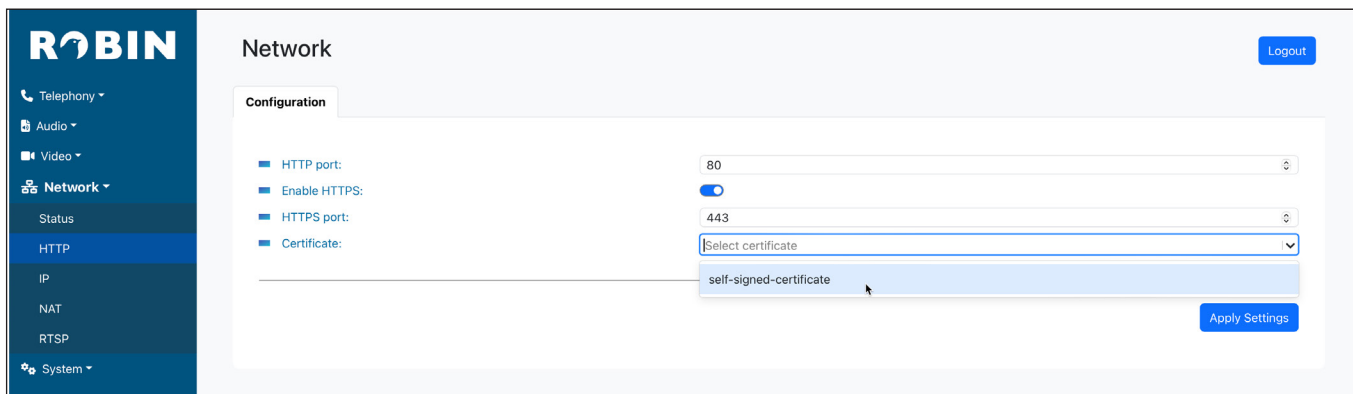 ROBIN
Telephony
Audio
Video
Network
Status
HTTP
IP
NAT
RTSP
System
Network
Logout
Configuration
HTTP port:
80
Enable HTTPS:
HTTPS port:
443
Certificate:
Select certificate
self-signed-certificate
Apply Settings